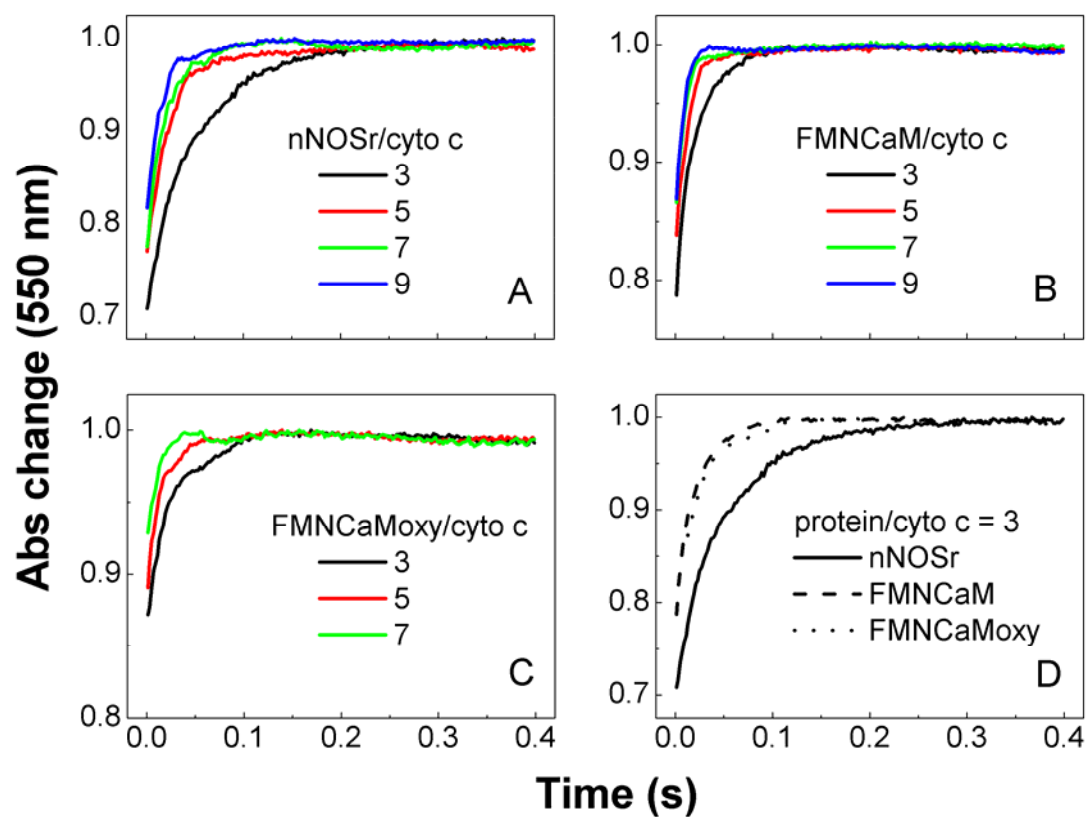 Abs change (550 nm)
1.0
0.9
0.8
0.7
nNOSr/cyto c
3
5
7
9
A
1.0
0.9
0.8
FMNCaM/cyto c
3
5
7
9
B
1.0
0.9
0.8
FMNCaMoxy/cyto c
3
5
7
C
0.0 0.1 0.2 0.3 0.4
1.0
0.9
0.8
0.7
protein/cyto c = 3
nNOSr
FMNCaM
FMNCaMoxy
D
0.0 0.1 0.2 0.3 0.4
Time (s)